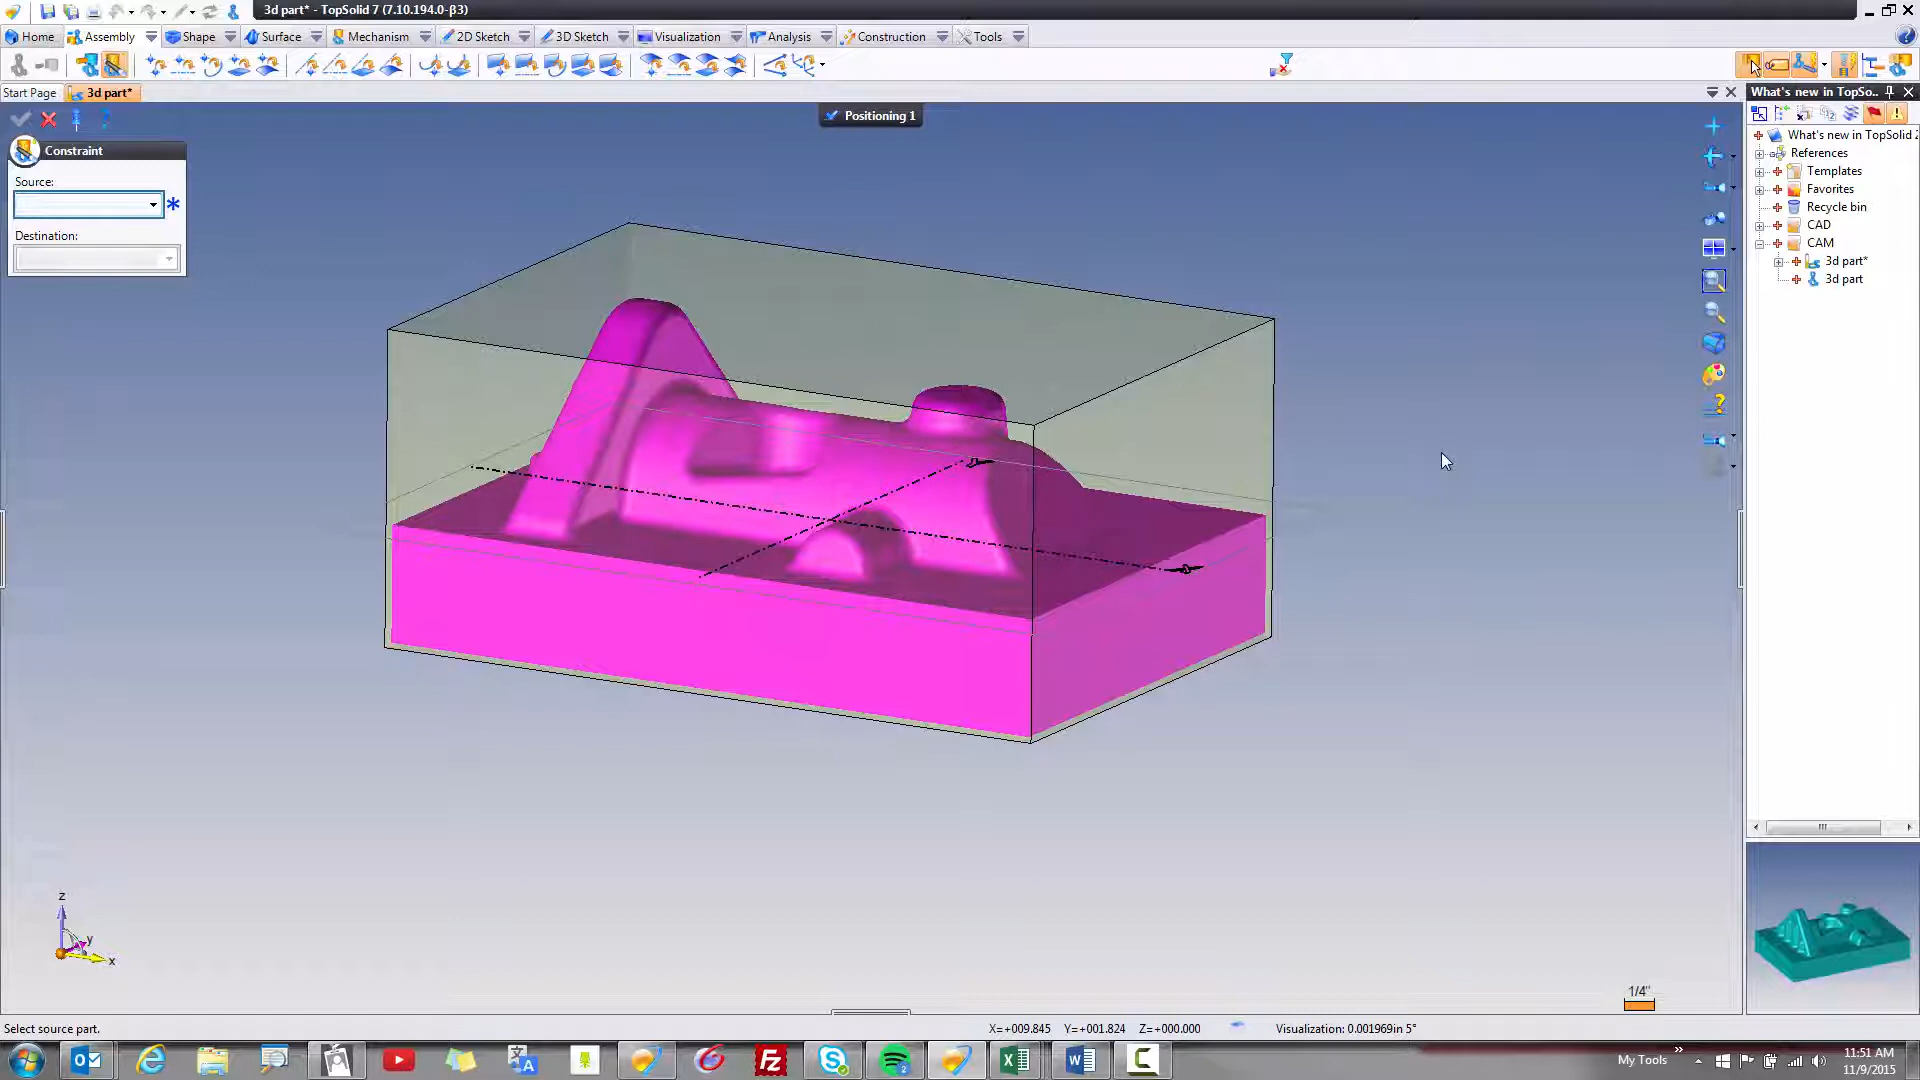 3d part* - TopSolid 7 (7.10.194.0-β3)
Home Assembly Shape Surface Mechanism 2D Sketch 3D Sketch Visualization Analysis Construction Tools
Start Page 3d part* What's new in TopSo..
Positioning 1
Constraint
Source:
Destination:
What's new in TopSolid 2
References
Templates
Favorites
Recycle bin
CAD
CAM
3d part*
3d part
z
y
x
1/4"
Select source part. X=+009.845 Y=+001.824 Z=+000.000 Visualization: 0.001969in 5°
My Tools
11:51 AM
11/9/2015